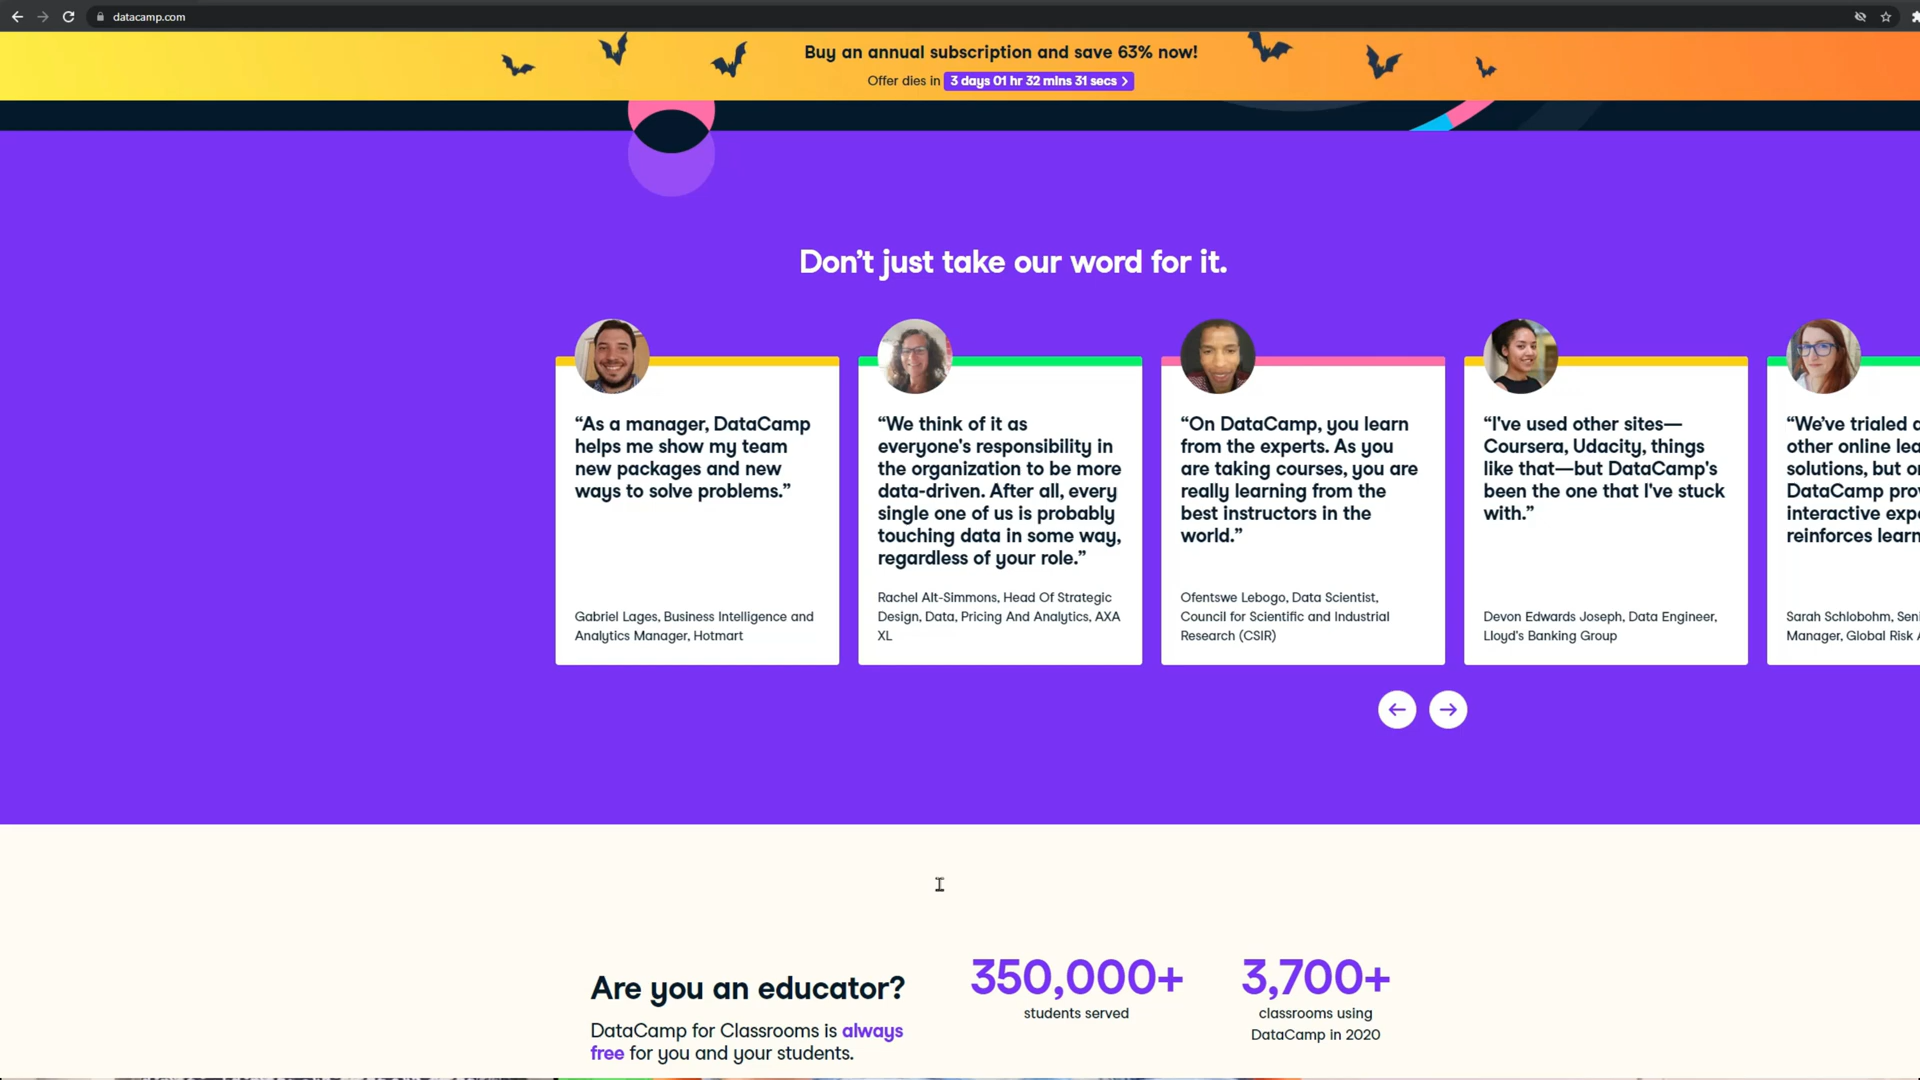 datacamp.com
Buy an annual subscription and save 63% now!
Offer dies in 3 days 01 hr 32 mins 31 secs
Don't just take our word for it.
“As a manager, DataCamp
helps me show my team
new packages and new
ways to solve problems.”
Gabriel Lages, Business Intelligence and
Analytics Manager, Hotmart
“We think of it as
everyone's responsibility in
the organization to be more
data-driven. After all, every
single one of us is probably
touching data in some way,
regardless of your role.”
Rachel Alt-Simmons, Head Of Strategic
Design, Data, Pricing And Analytics, AXA
XL
“On DataCamp, you learn
from the experts. As you
are taking courses, you are
really learning from the
best instructors in the
world.”
Ofentswe Lebogo, Data Scientist,
Council for Scientific and Industrial
Research (CSIR)
“I've used other sites—
Coursera, Udacity, things
like that—but DataCamp's
been the one that I've stuck
with.”
Devon Edwards Joseph, Data Engineer,
Lloyd's Banking Group
“We’ve trialed
other online
solutions, but
DataCamp
interactive
reinforces
Sarah Schlobohm,
Manager, Global Risk
Are you an educator?
DataCamp for Classrooms is always
free for you and your students.
350,000+
students served
3,700+
classrooms using
DataCamp in 2020